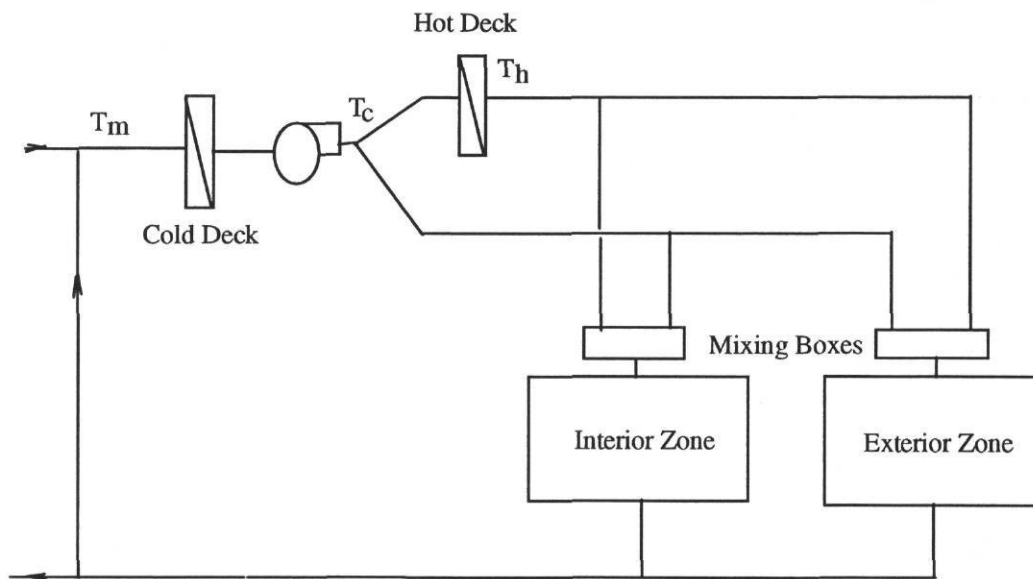 Hot Deck
Th
Tc
Tm
Cold Deck
Mixing Boxes
Interior Zone
Exterior Zone